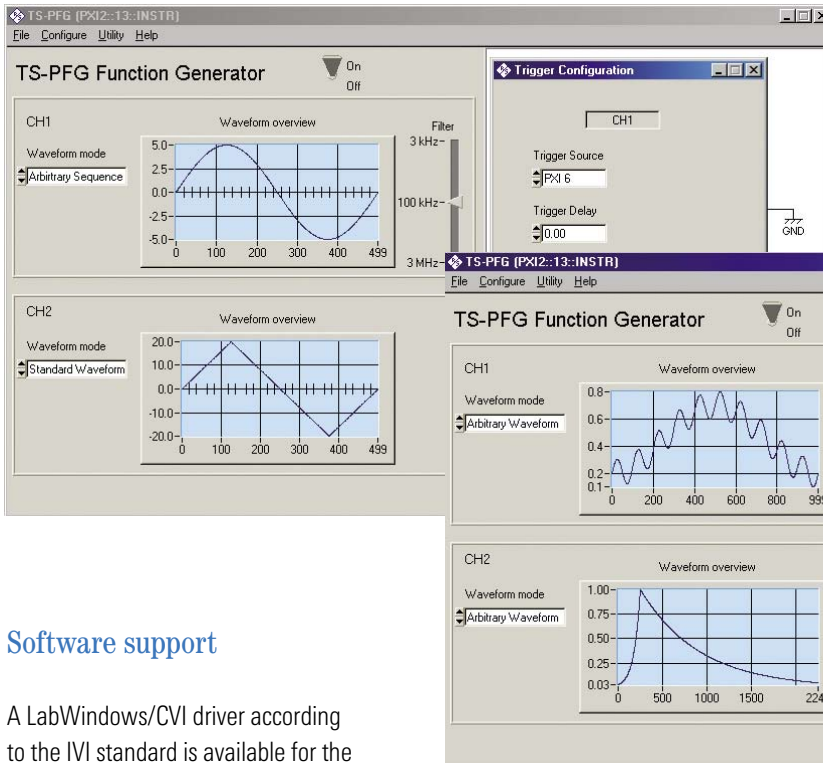 TS-PFG (PXI2::13::INSTR)
File Configure Utility Help
TS-PFG Function Generator
On
Off
CH1
Waveform overview
Filter
Waveform mode
Arbitrary Sequence
5.0
2.5
0.0
-2.5
-5.0
0 100 200 300 400 499
3 kHz
100 kHz
3 MHz
CH2
Waveform overview
Waveform mode
Standard Waveform
20.0
10.0
0.0
-10.0
-20.0
0 100 200 300 400 499
Trigger Configuration
CH1
Trigger Source
PXI 6
Trigger Delay
0.00
GND
TS-PFG (PXI2::13::INSTR)
File Configure Utility Help
TS-PFG Function Generator
On
Off
CH1
Waveform overview
Waveform mode
Arbitrary Waveform
0.8
0.6
0.4
0.2
0.1
0 200 400 600 800
CH2
Waveform overview
Waveform mode
Arbitrary Waveform
1.00
0.75
0.50
0.25
0.03
0 500 1000 1500
Software support
A LabWindows/CVI driver according
to the IVI standard is available for the